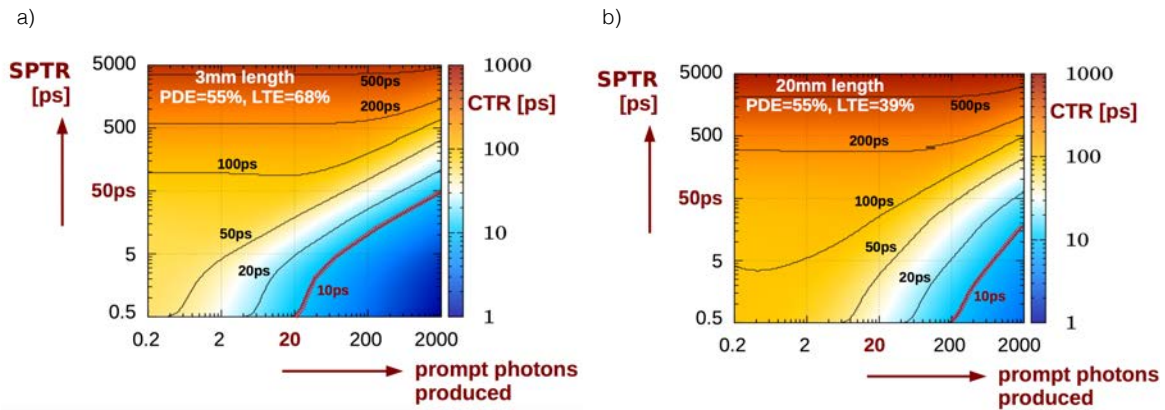 a)
b)
SPTR
[ps]
5000
500
50ps
5
0.5
3mm length
PDE=55%, LTE=68%
500ps
200ps
100ps
50ps
20ps
10ps
0.2
2
20
200
2000
prompt photons
produced
CTR [ps]
1000
100
10
1
SPTR
[ps]
5000
500
50ps
5
0.5
20mm length
PDE=55%, LTE=39%
500ps
200ps
100ps
50ps
20ps
10ps
0.2
2
20
200
2000
prompt photons
produced
CTR [ps]
1000
100
10
1